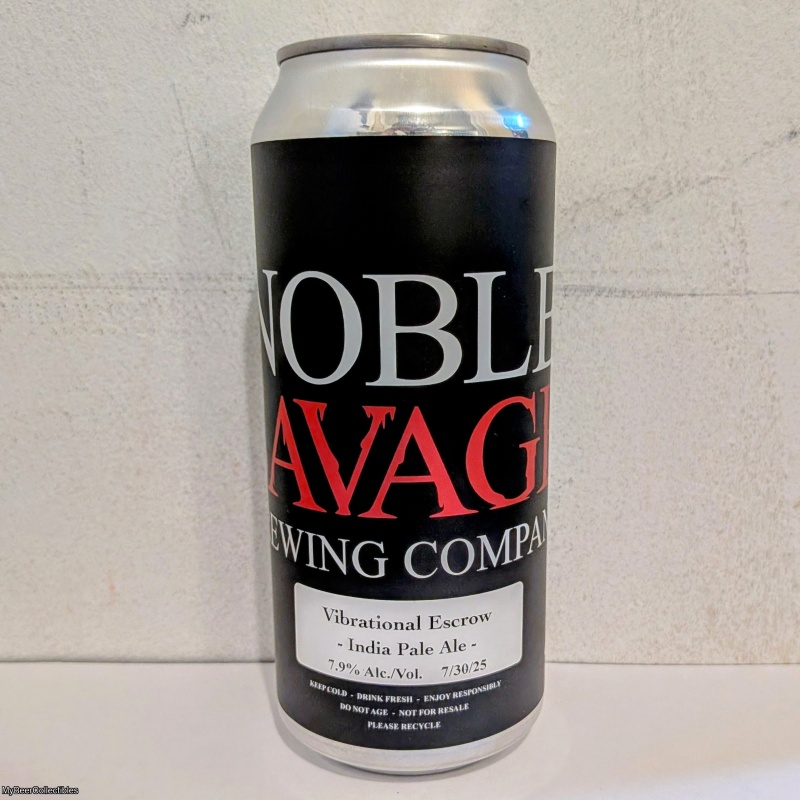 NOBLE
AVAG
EWING COMPAN
Vibrational Escrow
- India Pale Ale -
7.9% Alc./Vol. 7/30/25
KEEP COLD - DRINK FRESH - ENJOY RESPONSIBLY
DO NOT AGE - NOT FOR RESALE
PLEASE RECYCLE
MyBeerCollectibles